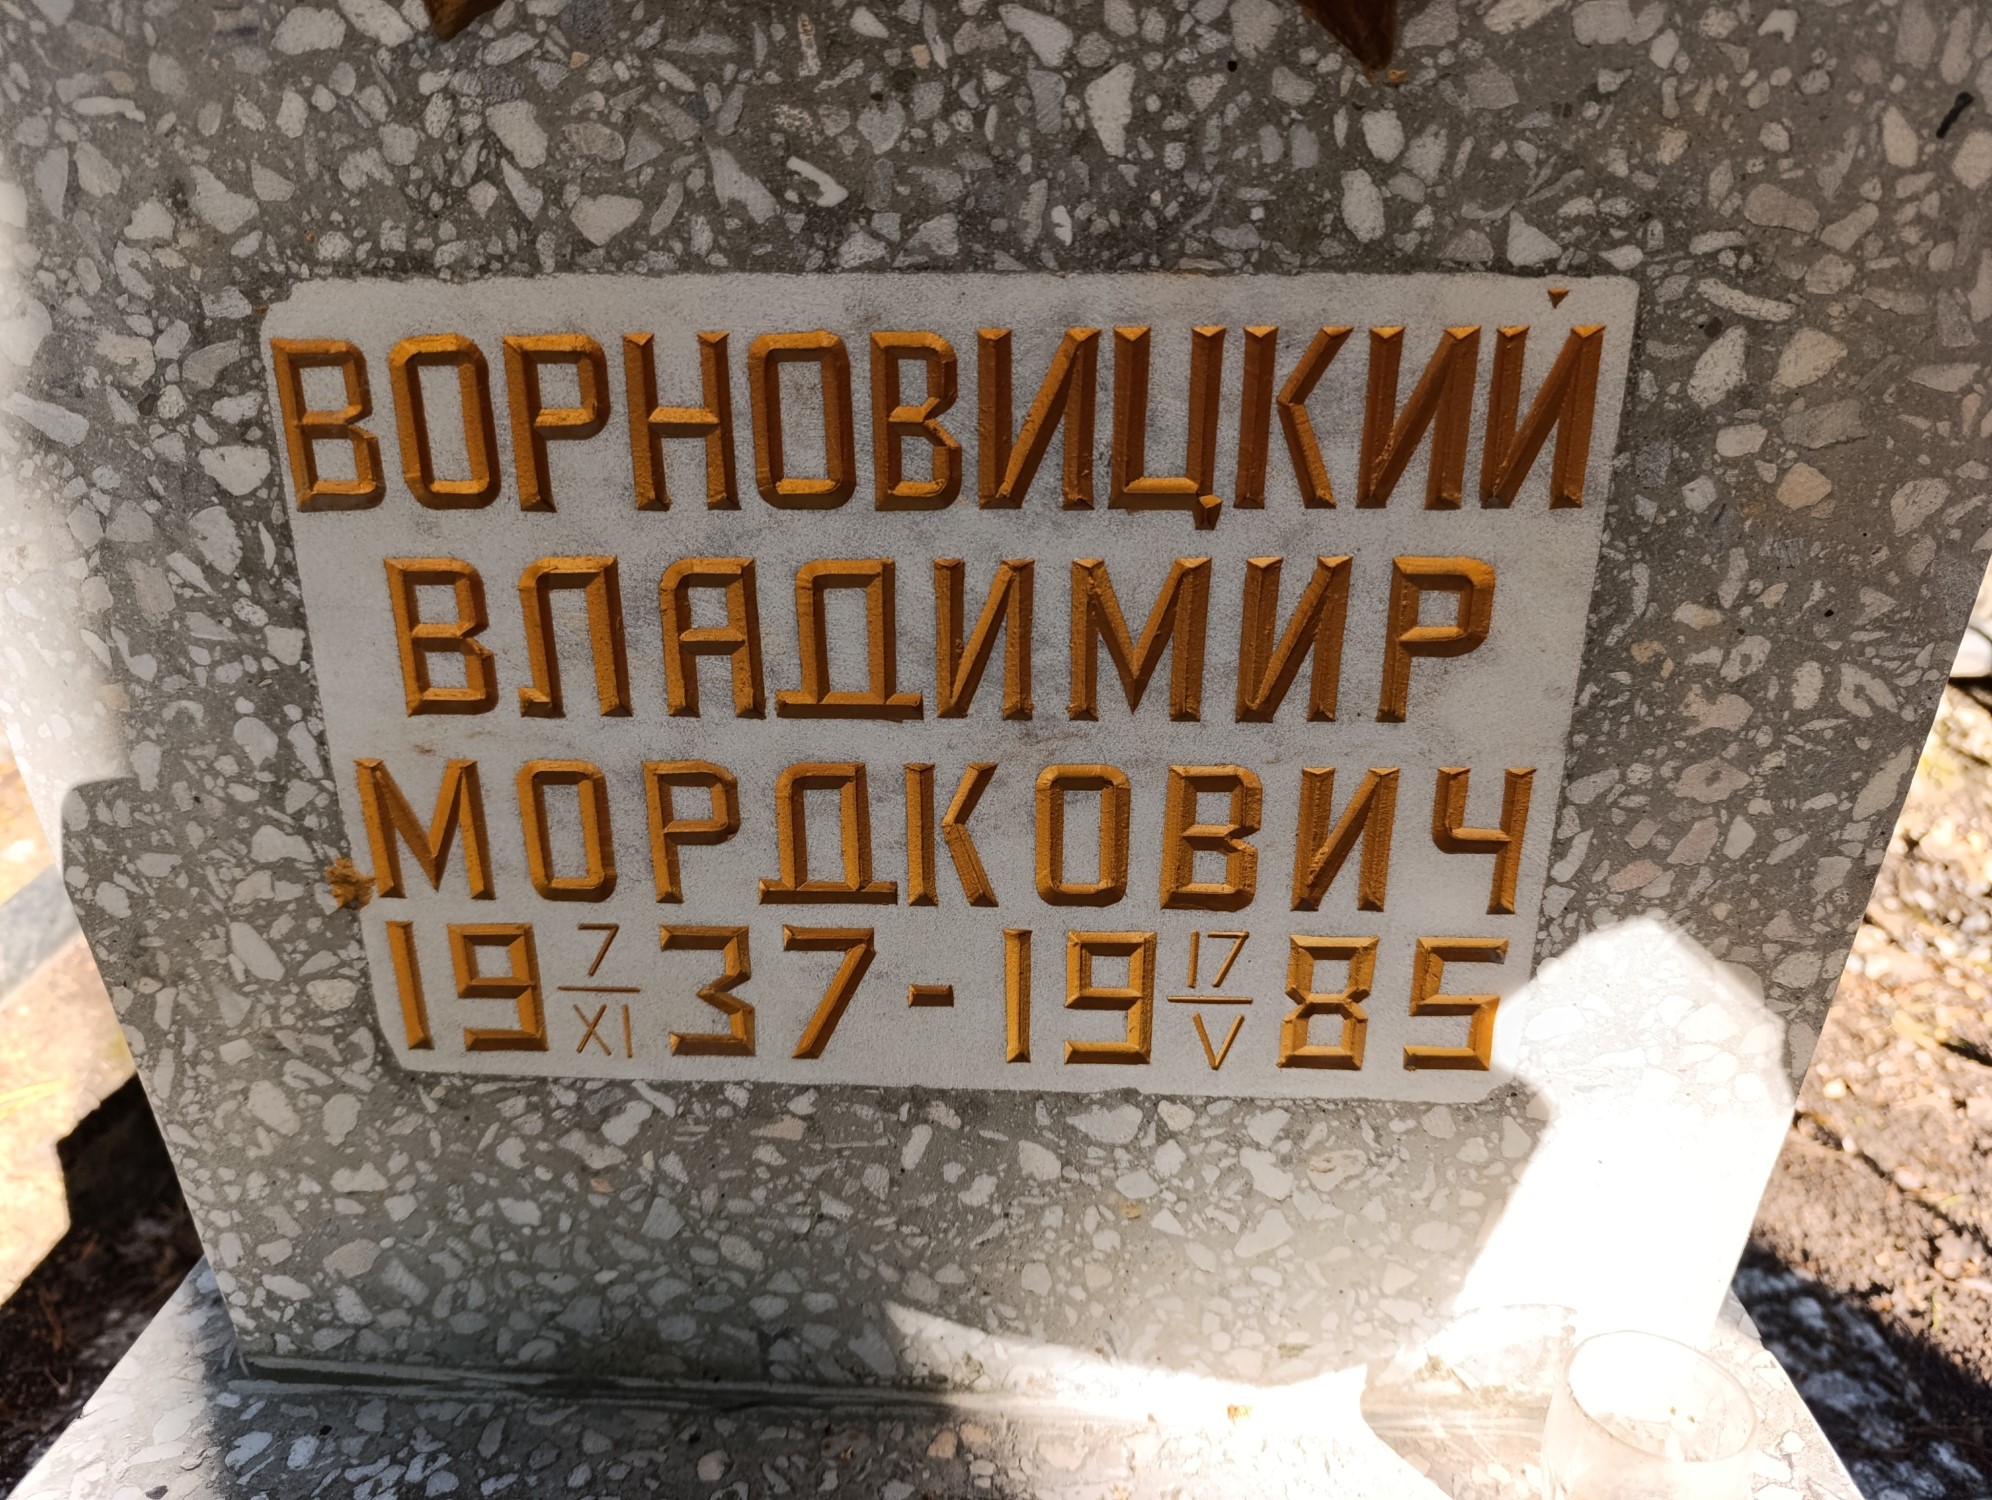 ВОРНОВИЦКИЙ
ВЛАДИМИР
МОРДКОВИЧ
19 7/XI 37 - 19 17/V 85